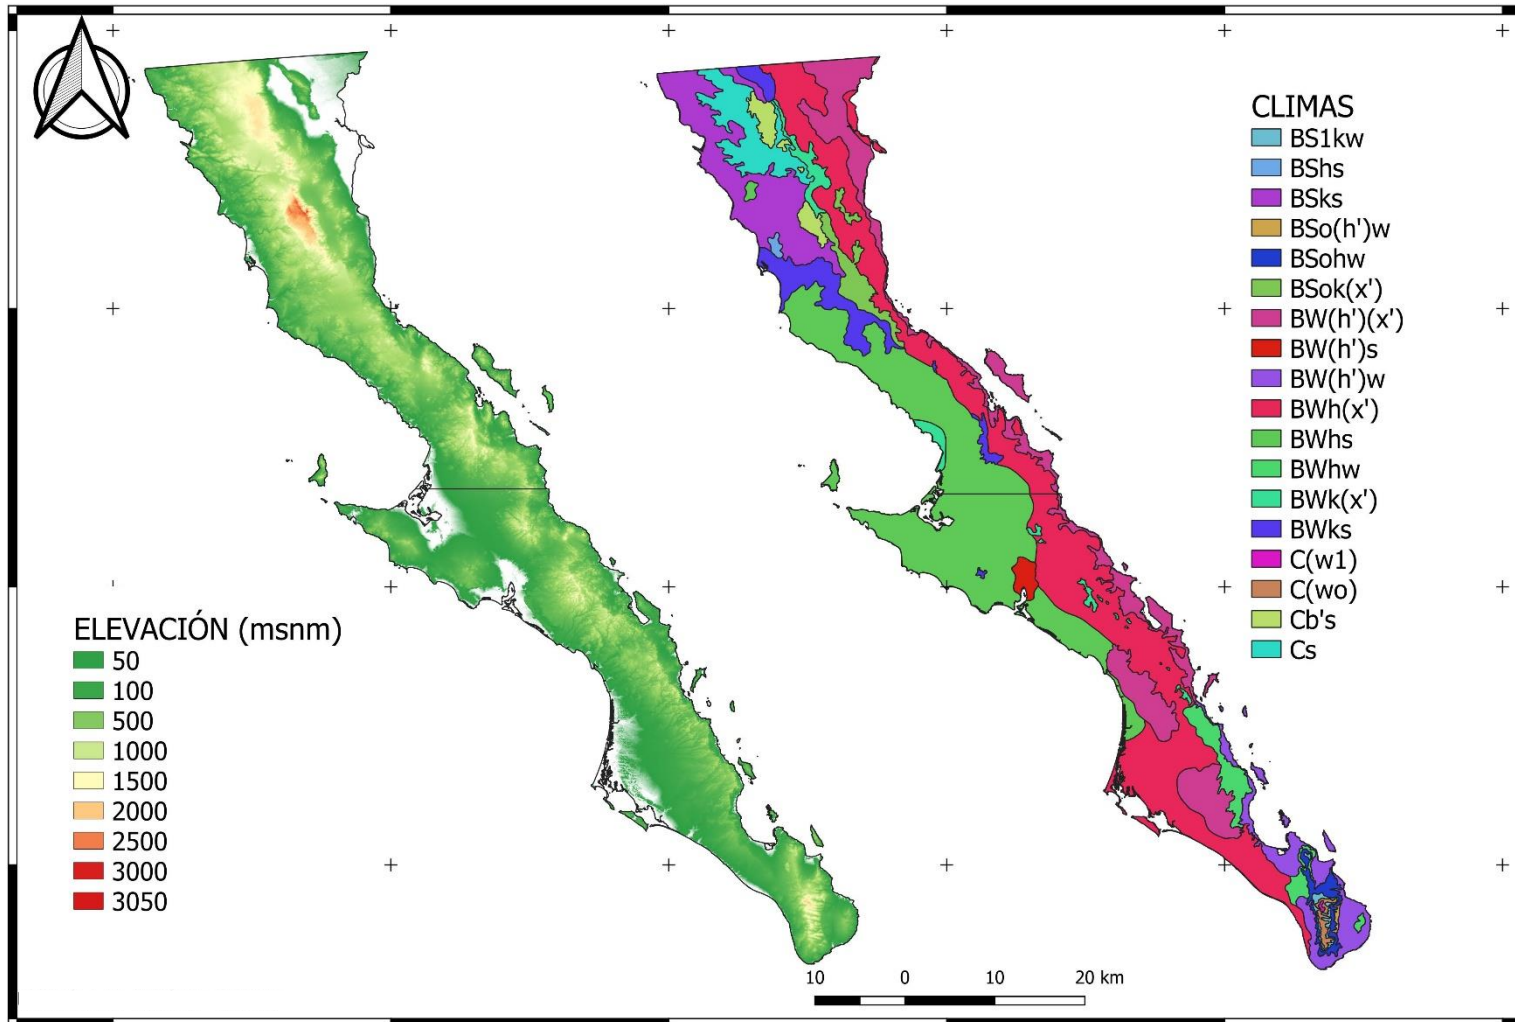 CLIMAS
BS1kw
BShs
BSks
BSo(h')w
BSohw
BSok(x')
BW(h')(x')
BW(h')s
BW(h')w
BWh(x')
BWhs
BWhw
BWk(x')
BWks
C(w1)
C(wo)
Cb's
Cs
ELEVACIÓN (msnm)
50
100
500
1000
1500
2000
2500
3000
3050
10 0 10 20 km